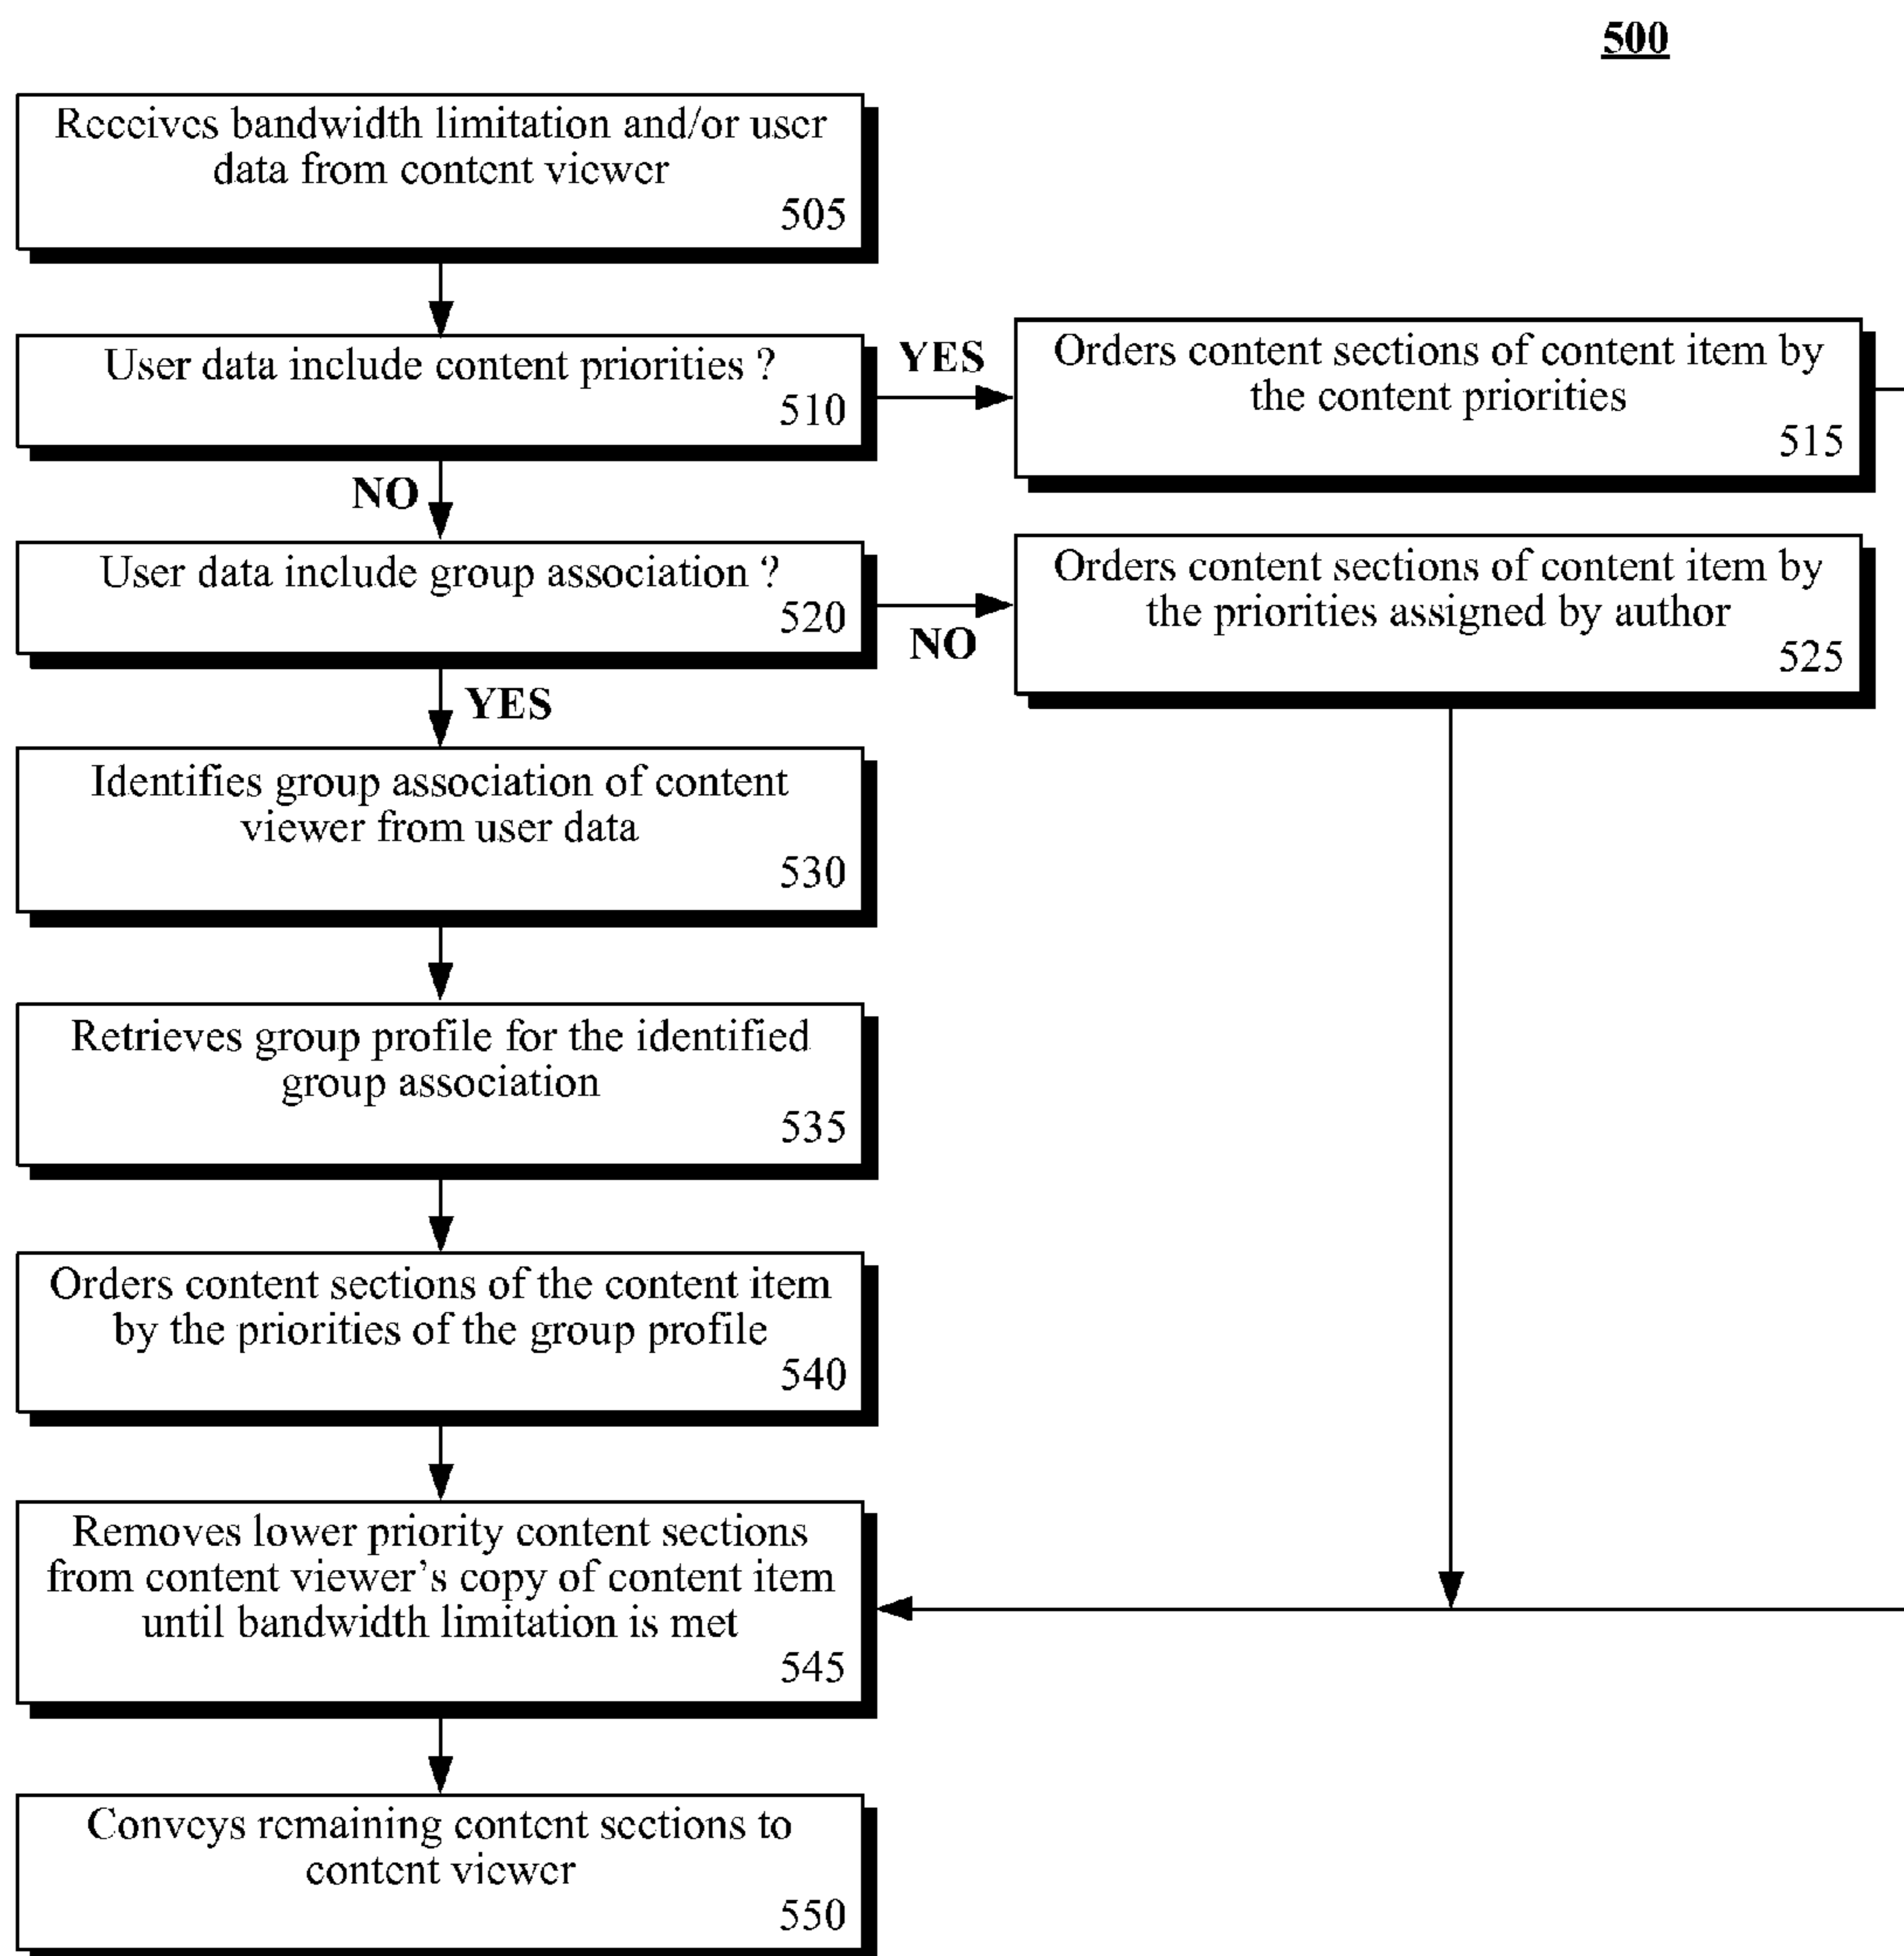 500
Receives bandwidth limitation and/or user
data from content viewer
505
User data include content priorities ?
510
YES
Orders content sections of content item by
the content priorities
515
NO
User data include group association ?
520
NO
Orders content sections of content item by
the priorities assigned by author
525
YES
Identifies group association of content
viewer from user data
530
Retrieves group profile for the identified
group association
535
Orders content sections of the content item
by the priorities of the group profile
540
Removes lower priority content sections
from content viewer's copy of content item
until bandwidth limitation is met
545
Conveys remaining content sections to
content viewer
550